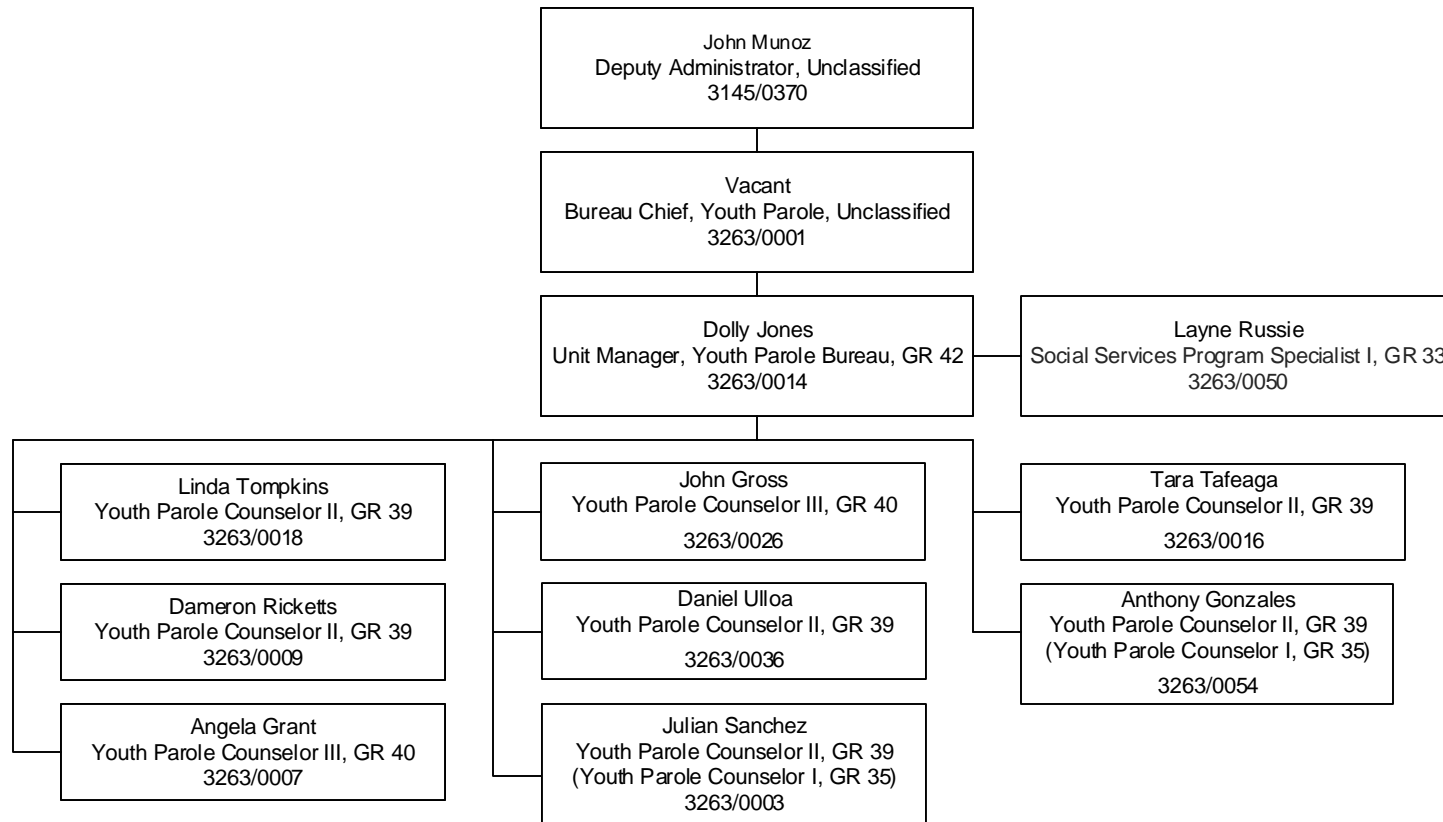 John Munoz
Deputy Administrator, Unclassified
3145/0370
Vacant
Bureau Chief, Youth Parole, Unclassified
3263/0001
Dolly Jones
Unit Manager, Youth Parole Bureau, GR 42
3263/0014
Layne Russie
Social Services Program Specialist I, GR 33
3263/0050
Linda Tompkins
Youth Parole Counselor II, GR 39
3263/0018
Dameron Ricketts
Youth Parole Counselor II, GR 39
3263/0009
Angela Grant
Youth Parole Counselor III, GR 40
3263/0007
John Gross
Youth Parole Counselor III, GR 40
3263/0026
Daniel Ulloa
Youth Parole Counselor II, GR 39
3263/0036
Julian Sanchez
Youth Parole Counselor II, GR 39
(Youth Parole Counselor I, GR 35)
3263/0003
Tara Tafeaga
Youth Parole Counselor II, GR 39
3263/0016
Anthony Gonzales
Youth Parole Counselor II, GR 39
(Youth Parole Counselor I, GR 35)
3263/0054